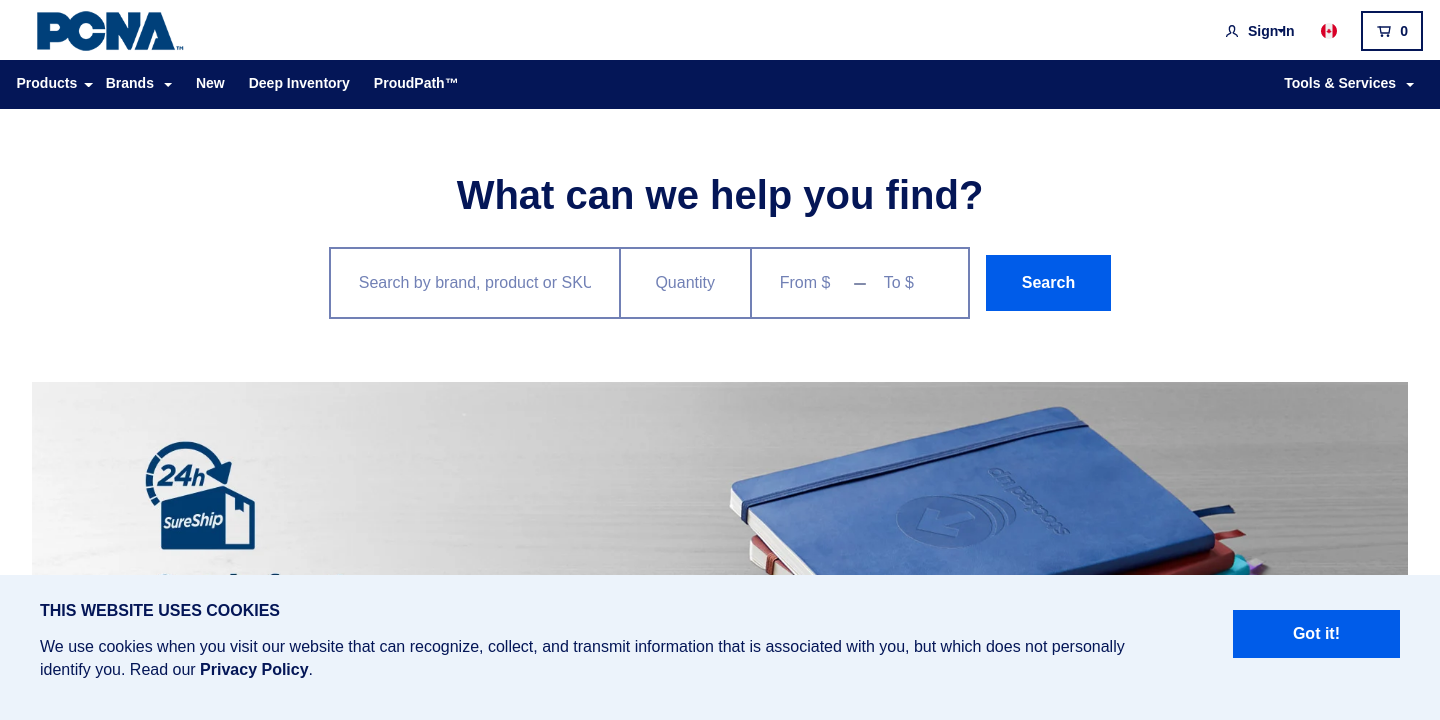 PCNA™
Sign In
0
Products
Brands
New
Deep Inventory
ProudPath™
Tools & Services
What can we help you find?
Search by brand, product or SKU
Quantity
From $
To $
Search
24h
SureShip
THIS WEBSITE USES COOKIES
We use cookies when you visit our website that can recognize, collect, and transmit information that is associated with you, but which does not personally
identify you. Read our Privacy Policy.
Got it!